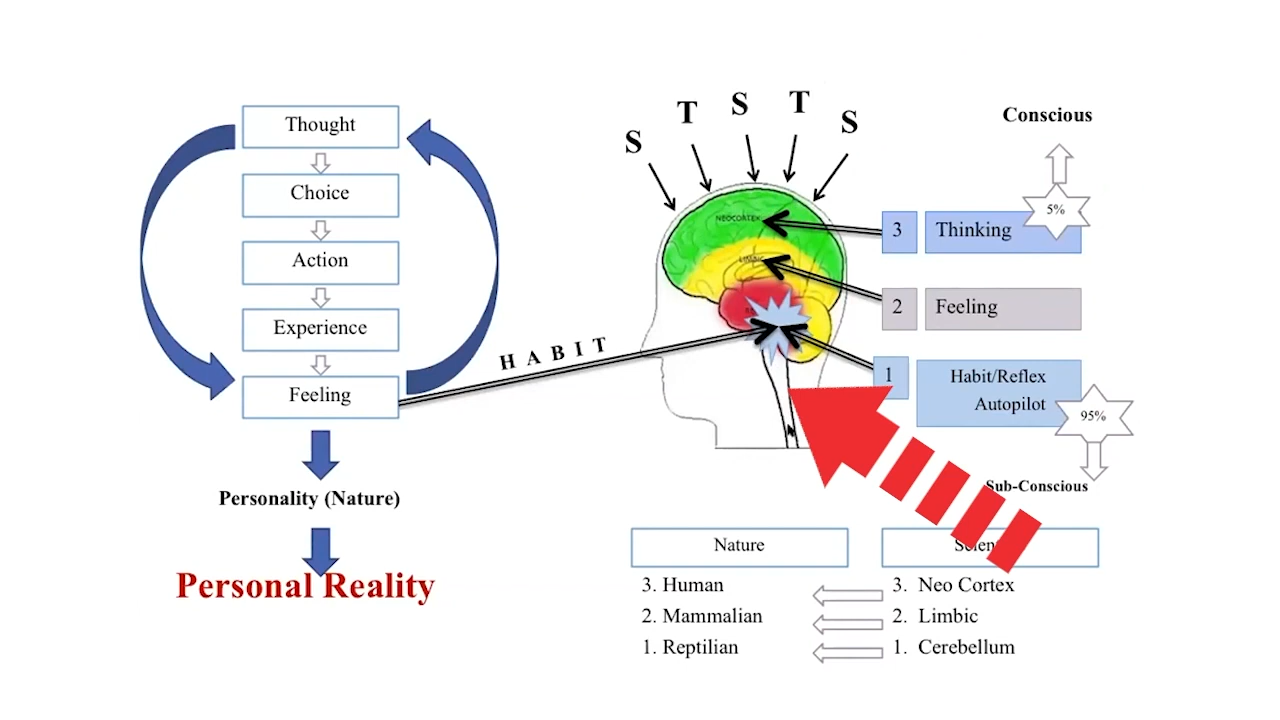 Thought
Choice
Action
Experience
Feeling
Personality (Nature)
Personal Reality
HABIT
S
T
S
T
S
NEOCORTEX
LIMBIC
Conscious
5%
3
Thinking
2
Feeling
1
Habit/Reflex
Autopilot
95%
Sub-Conscious
Nature
3. Human
2. Mammalian
1. Reptilian
3. Neo Cortex
2. Limbic
1. Cerebellum